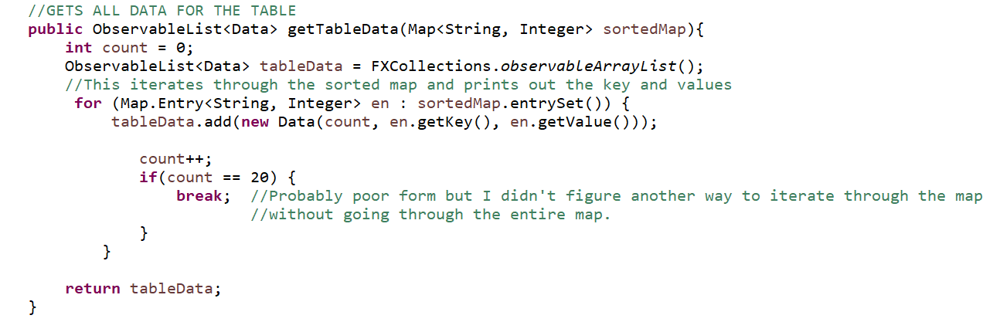 //GETS ALL DATA FOR THE TABLE
public ObservableList<Data> getTableData(Map<String, Integer> sortedMap){
    int count = 0;
    ObservableList<Data> tableData = FXCollections.observableArrayList();
    //This iterates through the sorted map and prints out the key and values
     for (Map.Entry<String, Integer> en : sortedMap.entrySet()) {
         tableData.add(new Data(count, en.getKey(), en.getValue()));
            count++;
            if(count == 20) {
                break;  //Probably poor form but I didn't figure another way to iterate through the map
                        //without going through the entire map.
            }
        }
    return tableData;
}